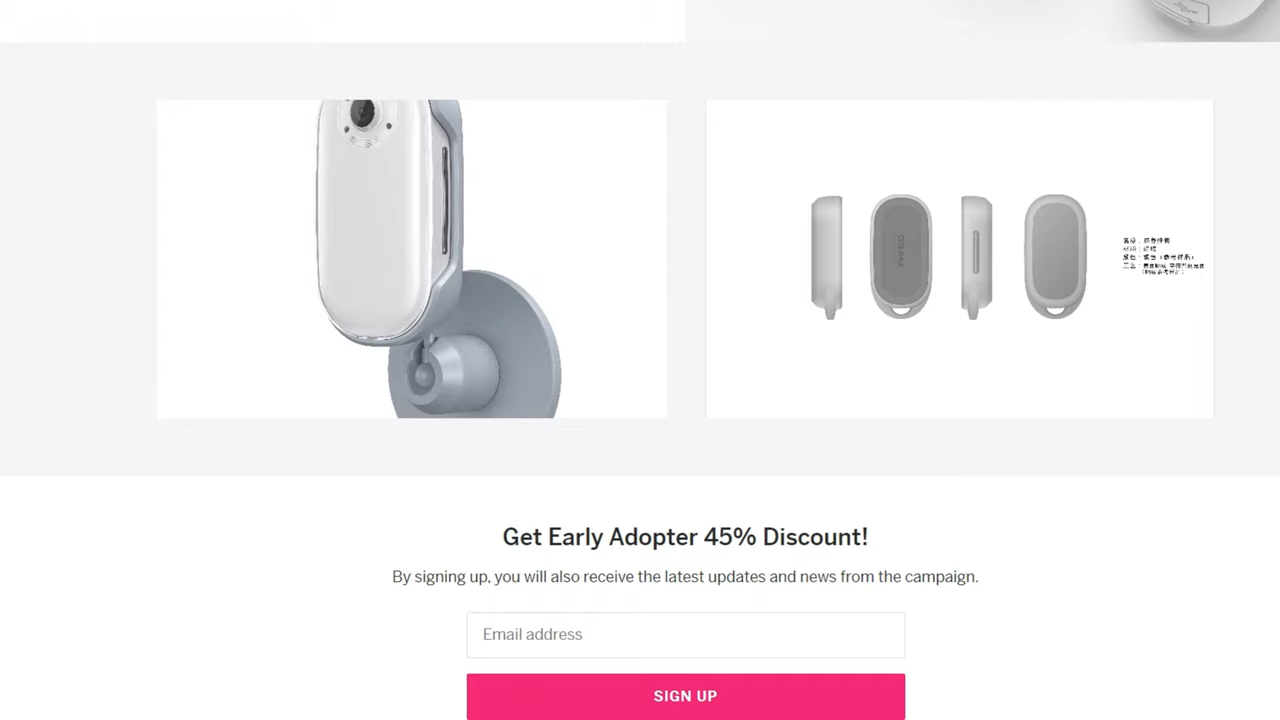 Get Early Adopter 45% Discount!
By signing up, you will also receive the latest updates and news from the campaign.
Email address
SIGN UP